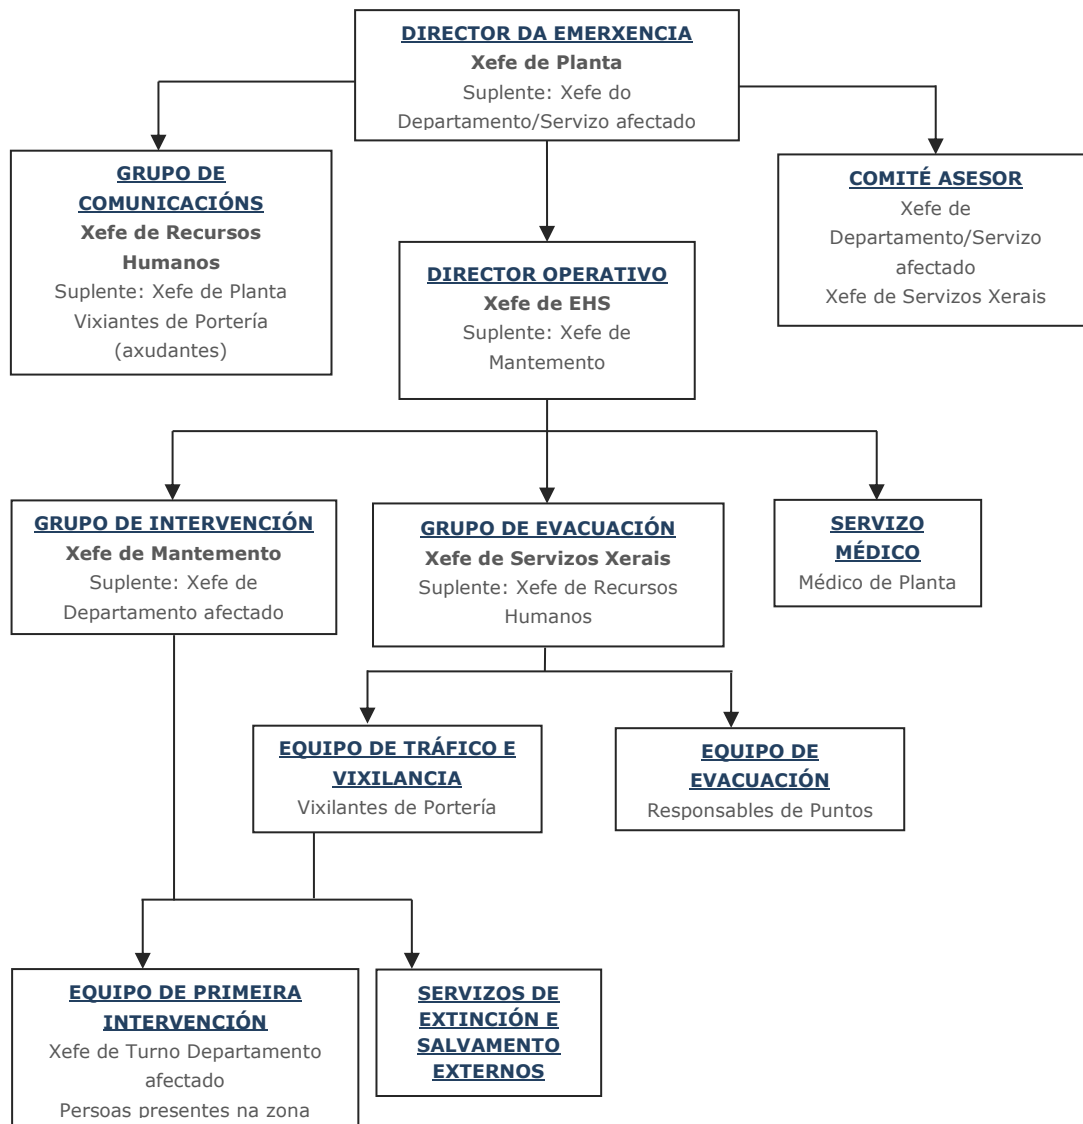 DIRECTOR DA EMERXENCIA
Xefe de Planta
Suplente: Xefe do
Departamento/Servizo afectado
GRUPO DE
COMUNICACIÓNS
Xefe de Recursos
Humanos
Suplente: Xefe de Planta
Vixiantes de Portería
(axudantes)
COMITÉ ASESOR
Xefe de
Departamento/Servizo
afectado
Xefe de Servizos Xerais
DIRECTOR OPERATIVO
Xefe de EHS
Suplente: Xefe de
Mantemento
GRUPO DE INTERVENCIÓN
Xefe de Mantemento
Suplente: Xefe de
Departamento afectado
GRUPO DE EVACUACIÓN
Xefe de Servizos Xerais
Suplente: Xefe de Recursos
Humanos
SERVIZO
MÉDICO
Médico de Planta
EQUIPO DE TRÁFICO E
VIXILANCIA
Vixilantes de Portería
EQUIPO DE
EVACUACIÓN
Responsables de Puntos
EQUIPO DE PRIMEIRA
INTERVENCIÓN
Xefe de Turno Departamento
afectado
Persoas presentes na zona
SERVIZOS DE
EXTINCIÓN E
SALVAMENTO
EXTERNOS